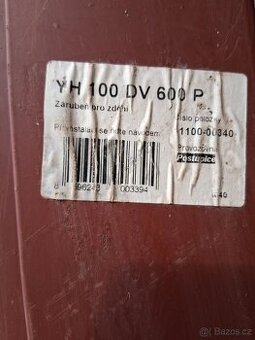 YH 100 DV 600 P
Zárubeň pro zdění
Číslo položky
Při instalaci se řiďte návodem
1100-00340
Provozovna
Postupice
003394
Bazoš.cz